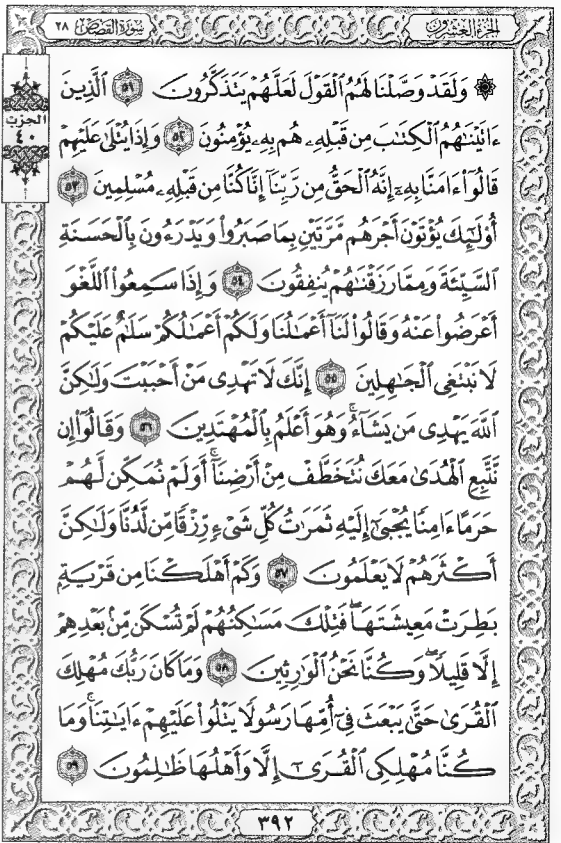 الجزء العشرون
سورة القصص ٢٨
۞ وَلَقَدْ وَصَّلْنَا لَهُمُ ٱلْقَوْلَ لَعَلَّهُمْ يَتَذَكَّرُونَ ٥١ ٱلَّذِينَ
ءَاتَيْنَٰهُمُ ٱلْكِتَٰبَ مِن قَبْلِهِۦ هُم بِهِۦ يُؤْمِنُونَ ٥٢ وَإِذَا يُتْلَىٰ عَلَيْهِمْ
قَالُوٓا۟ ءَامَنَّا بِهِۦٓ إِنَّهُ ٱلْحَقُّ مِن رَّبِّنَآ إِنَّا كُنَّا مِن قَبْلِهِۦ مُسْلِمِينَ ٥٣
أُو۟لَٰٓئِكَ يُؤْتَوْنَ أَجْرَهُم مَّرَّتَيْنِ بِمَا صَبَرُوا۟ وَيَدْرَءُونَ بِٱلْحَسَنَةِ
ٱلسَّيِّئَةَ وَمِمَّا رَزَقْنَٰهُمْ يُنفِقُونَ ٥٤ وَإِذَا سَمِعُوا۟ ٱللَّغْوَ
أَعْرَضُوا۟ عَنْهُ وَقَالُوا۟ لَنَآ أَعْمَٰلُنَا وَلَكُمْ أَعْمَٰلُكُمْ سَلَٰمٌ عَلَيْكُمْ
لَا نَبْتَغِى ٱلْجَٰهِلِينَ ٥٥ إِنَّكَ لَا تَهْدِى مَنْ أَحْبَبْتَ وَلَٰكِنَّ
ٱللَّهَ يَهْدِى مَن يَشَآءُ ۚ وَهُوَ أَعْلَمُ بِٱلْمُهْتَدِينَ ٥٦ وَقَالُوٓا۟ إِن
نَّتَّبِعِ ٱلْهُدَىٰ مَعَكَ نُتَخَطَّفْ مِنْ أَرْضِنَآ ۚ أَوَلَمْ نُمَكِّن لَّهُمْ
حَرَمًا ءَامِنًا يُجْبَىٰٓ إِلَيْهِ ثَمَرَٰتُ كُلِّ شَىْءٍ رِّزْقًا مِّن لَّدُنَّا وَلَٰكِنَّ
أَكْثَرَهُمْ لَا يَعْلَمُونَ ٥٧ وَكَمْ أَهْلَكْنَا مِن قَرْيَةٍۭ
بَطِرَتْ مَعِيشَتَهَا ۖ فَتِلْكَ مَسَٰكِنُهُمْ لَمْ تُسْكَن مِّنۢ بَعْدِهِمْ
إِلَّا قَلِيلًا ۖ وَكُنَّا نَحْنُ ٱلْوَٰرِثِينَ ٥٨ وَمَا كَانَ رَبُّكَ مُهْلِكَ
ٱلْقُرَىٰ حَتَّىٰ يَبْعَثَ فِىٓ أُمِّهَا رَسُولًا يَتْلُوا۟ عَلَيْهِمْ ءَايَٰتِنَا ۚ وَمَا
كُنَّا مُهْلِكِى ٱلْقُرَىٰٓ إِلَّا وَأَهْلُهَا ظَٰلِمُونَ ٥٩
الحزب
٤٠
٣٩٢